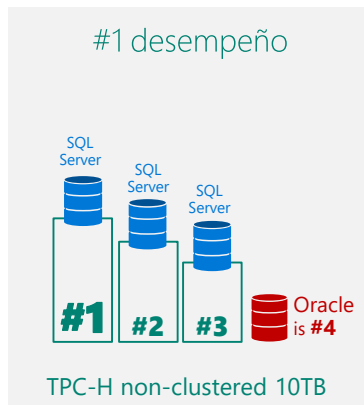 #1 desempeño
SQL
Server
SQL
Server
SQL
Server
#1
#2
#3
Oracle
is #4
TPC-H non-clustered 10TB